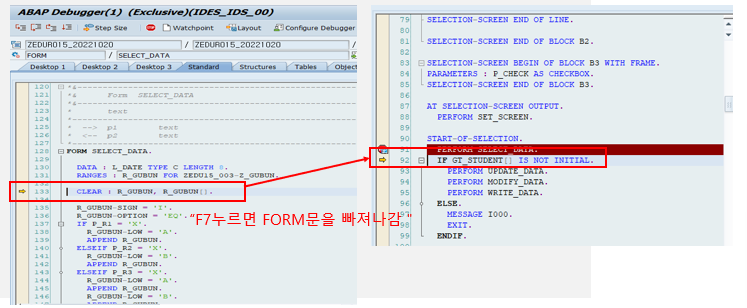 ABAP Debugger(1) (Exclusive)(IDES_IDS_00)
Step Size Watchpoint Layout Configure Debugger
ZEDUR015_20221020 / ZEDUR015_20221020 /
FORM / SELECT_DATA
Desktop 1 Desktop 2 Desktop 3 Standard Structures Tables Object
120 *&---------------------------------------------------------------------
121 *& Form SELECT_DATA
122 *&---------------------------------------------------------------------
123 * text
124 *----------------------------------------------------------------------
125 * --> p1 text
126 * <-- p2 text
127 *----------------------------------------------------------------------
128 FORM SELECT_DATA.
129
130 DATA : L_DATE TYPE C LENGTH 8.
131 RANGES : R_GUBUN FOR ZEDU15_003-Z_GUBUN.
132
133 CLEAR : R_GUBUN, R_GUBUN[].
134
135 R_GUBUN-SIGN = 'I'.
136 R_GUBUN-OPTION = 'EQ'.
137 IF P_R1 = 'X'.
138 R_GUBUN-LOW = 'A'.
139 APPEND R_GUBUN.
140 ELSEIF P_R2 = 'X'.
141 R_GUBUN-LOW = 'B'.
142 APPEND R_GUBUN.
143 ELSEIF P_R3 = 'X'.
144 R_GUBUN-LOW = 'A'.
145 APPEND R_GUBUN.
146 R_GUBUN-LOW = 'B'.
APPEND R_GUBUN.
"F7누르면 FORM문을 빠져나감 "
79 SELECTION-SCREEN END OF LINE.
80
81 SELECTION-SCREEN END OF BLOCK B2.
82
83 SELECTION-SCREEN BEGIN OF BLOCK B3 WITH FRAME.
84 PARAMETERS : P_CHECK AS CHECKBOX.
85 SELECTION-SCREEN END OF BLOCK B3.
86
87 AT SELECTION-SCREEN OUTPUT.
88 PERFORM SET_SCREEN.
89
90 START-OF-SELECTION.
91 PERFORM SELECT_DATA.
92 IF GT_STUDENT[] IS NOT INITIAL.
93 PERFORM UPDATE_DATA.
94 PERFORM MODIFY_DATA.
95 PERFORM WRITE_DATA.
96 ELSE.
97 MESSAGE I000.
98 EXIT.
99 ENDIF.